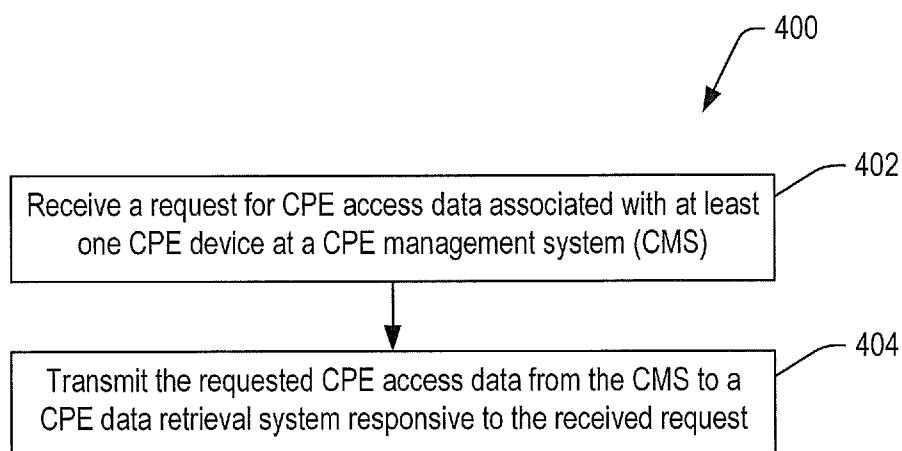 400
402
Receive a request for CPE access data associated with at least
one CPE device at a CPE management system (CMS)
404
Transmit the requested CPE access data from the CMS to a
CPE data retrieval system responsive to the received request